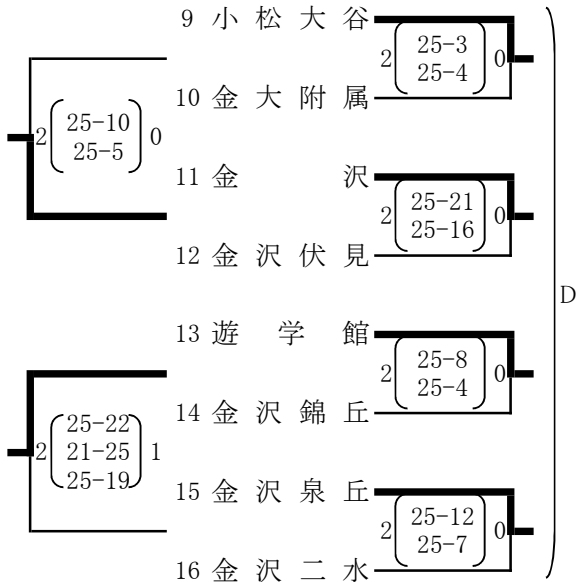 9 小松大谷
2 25-3 0
25-4
10 金大附属
2 25-10 0
25-5
11 金沢
2 25-21 0
25-16
12 金沢伏見
D
13 遊学館
2 25-8 0
25-4
14 金沢錦丘
25-22
2 21-25 1
25-19
15 金沢泉丘
2 25-12 0
25-7
16 金沢二水